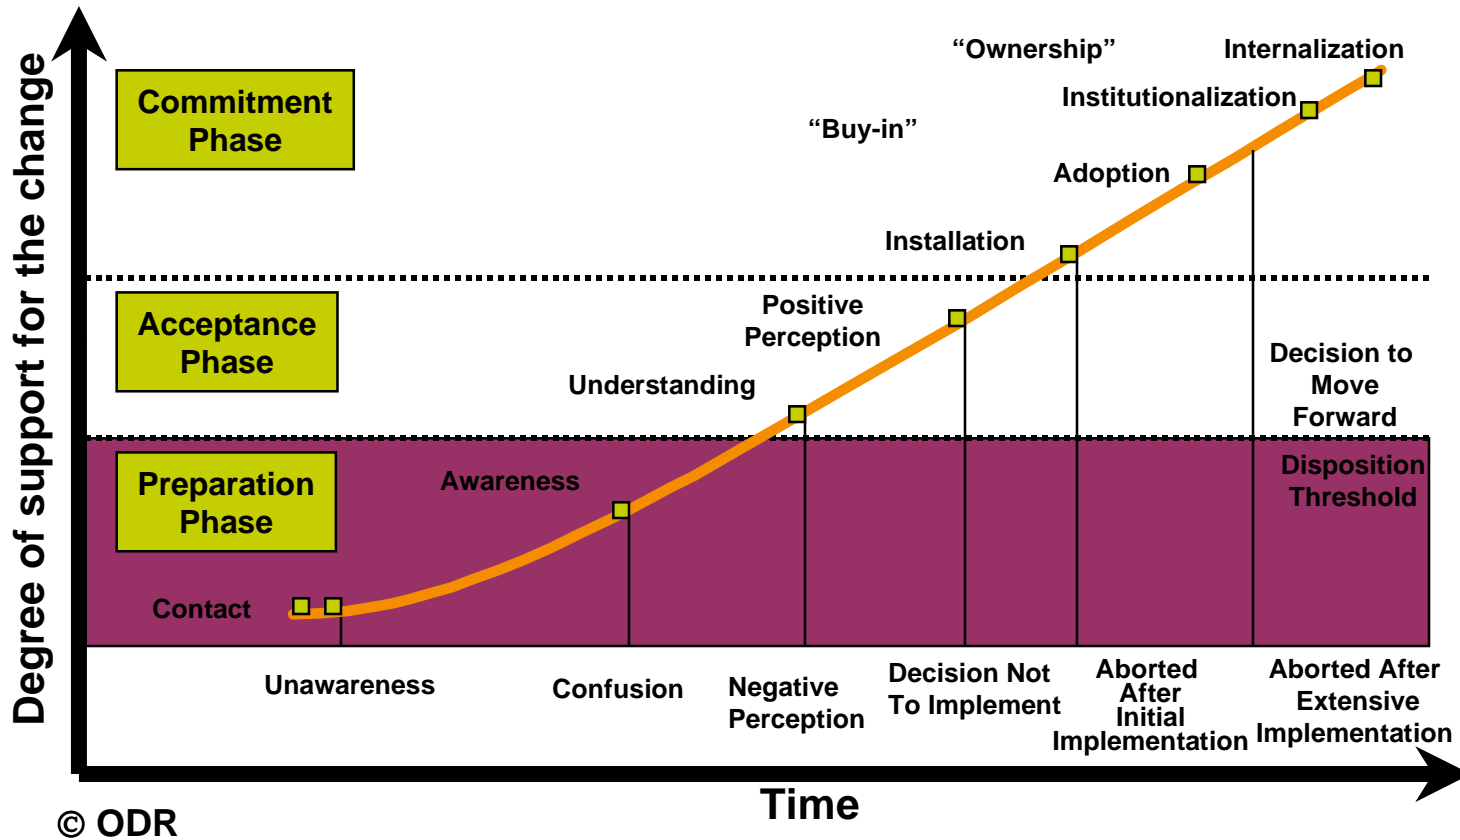 Degree of support for the change
“Ownership”
Internalization
Commitment
Phase
Institutionalization
“Buy-in”
Adoption
Installation
Acceptance
Phase
Positive
Perception
Understanding
Decision to
Move
Forward
Preparation
Phase
Awareness
Disposition
Threshold
Contact
Unawareness
Confusion
Negative
Perception
Decision Not
To Implement
Aborted
After
Initial
Implementation
Aborted After
Extensive
Implementation
Time
© ODR